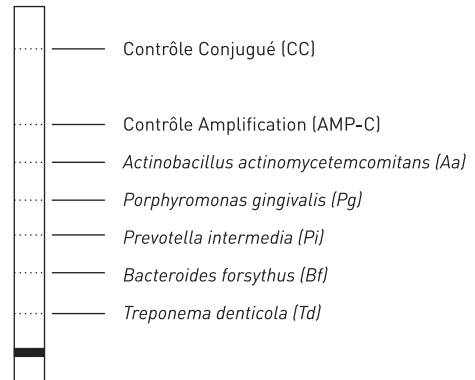 Contrôle Conjugué (CC)
Contrôle Amplification (AMP-C)
Actinobacillus actinomycetemcomitans (Aa)
Porphyromonas gingivalis (Pg)
Prevotella intermedia (Pi)
Bacteroides forsythus (Bf)
Treponema denticola (Td)